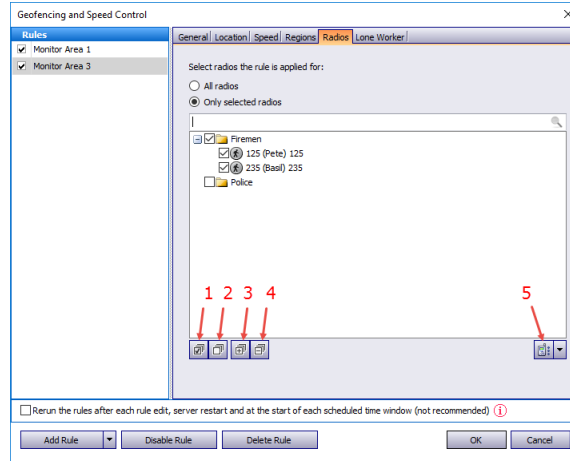 Geofencing and Speed Control
Rules
Monitor Area 1
Monitor Area 3
General Location Speed Regions Radios Lone Worker
Select radios the rule is applied for:
All radios
Only selected radios
Firemen
125 (Pete) 125
235 (Basil) 235
Police
1 2 3 4 5
Rerun the rules after each rule edit, server restart and at the start of each scheduled time window (not recommended) i
Add Rule Disable Rule Delete Rule OK Cancel